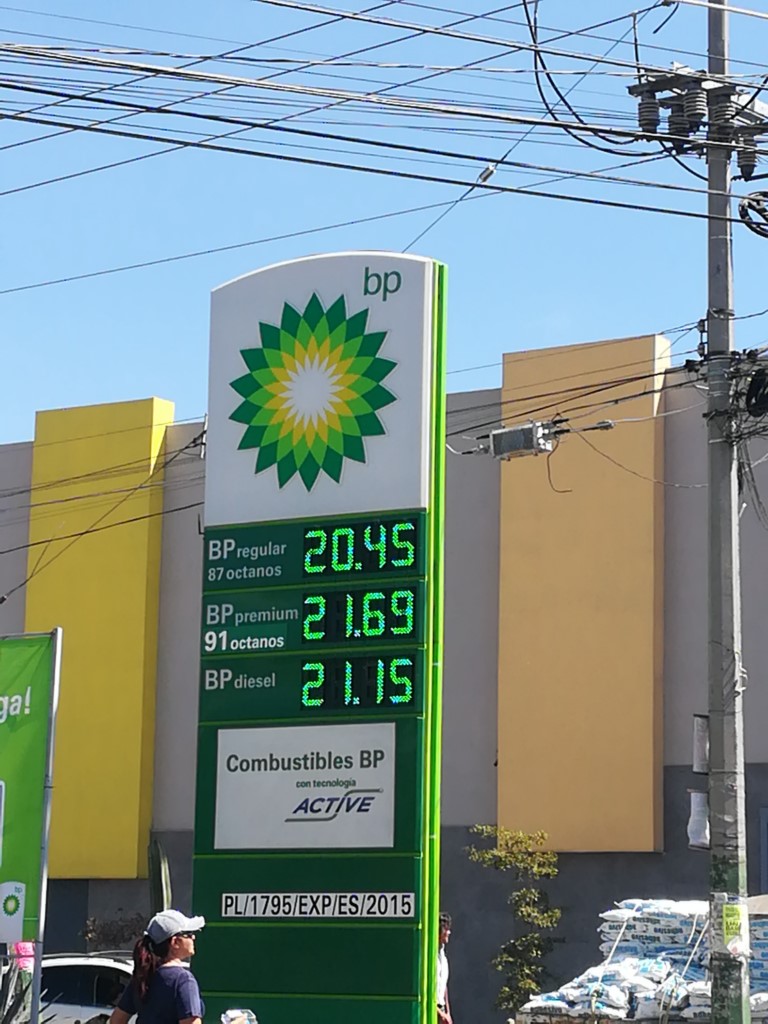 bp
BP regular 20.45
87 octanos
BP premium 21.69
91 octanos
BP diesel 21.15
Combustibles BP
con tecnología
ACTIVE
PL/1795/EXP/ES/2015
ga!
bp